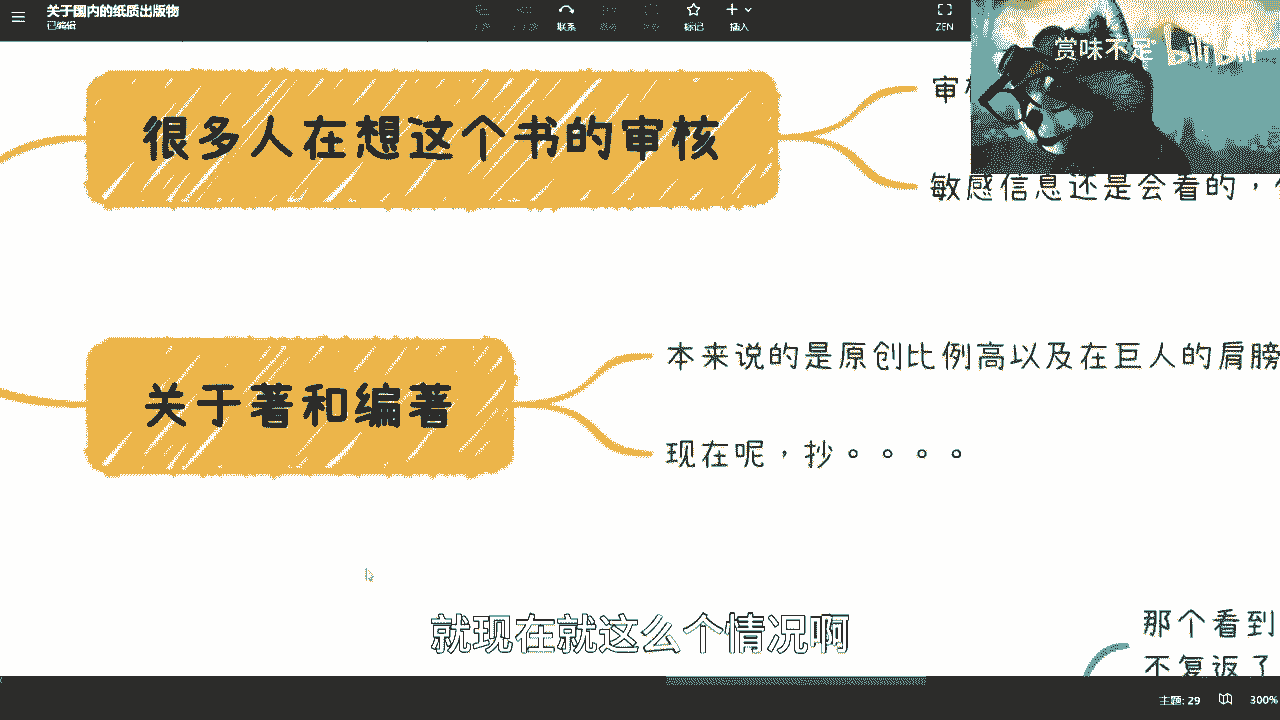 关于国内的纸质出版物
已编辑
联系
标记
插入
ZEN
赏味不足
bilibili
很多人在想这个书的审核
审
敏感信息还是会看的，
关于著和编著
本来说的是原创比例高以及在巨人的肩膀
现在呢，抄。。。。
就现在就这么个情况啊
那个看到
不复返了
主题: 29
300%